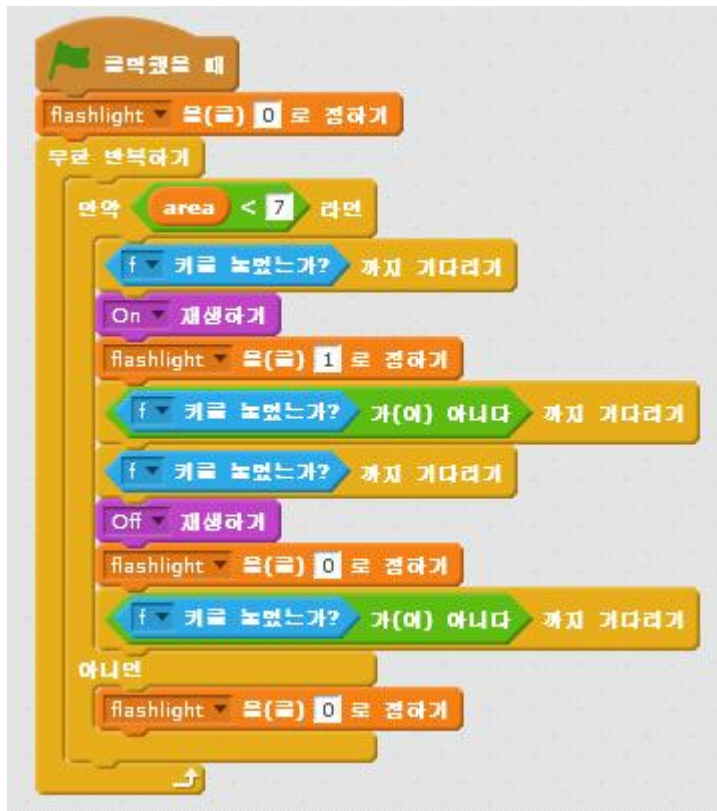 클릭했을 때
flashlight 을(를) 0 로 정하기
무한 반복하기
만약 area < 7 라면
f 키를 눌렀는가? 까지 기다리기
On 재생하기
flashlight 을(를) 1 로 정하기
f 키를 눌렀는가? 가(이) 아니다 까지 기다리기
f 키를 눌렀는가? 까지 기다리기
Off 재생하기
flashlight 을(를) 0 로 정하기
f 키를 눌렀는가? 가(이) 아니다 까지 기다리기
아니면
flashlight 을(를) 0 로 정하기